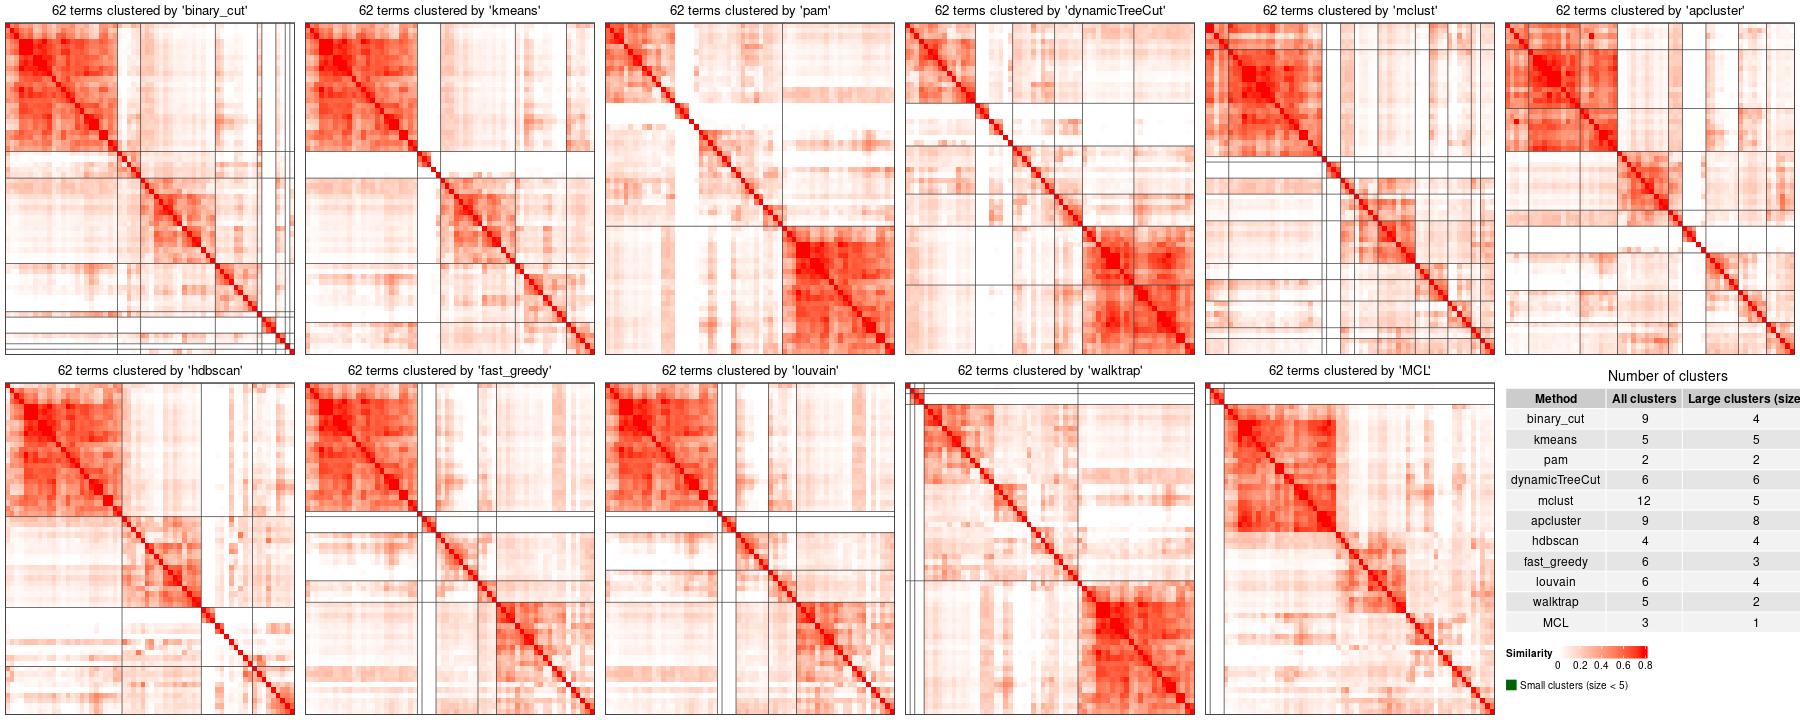 62 terms clustered by 'binary_cut'
62 terms clustered by 'kmeans'
62 terms clustered by 'pam'
62 terms clustered by 'dynamicTreeCut'
62 terms clustered by 'mclust'
62 terms clustered by 'apcluster'
62 terms clustered by 'hdbscan'
62 terms clustered by 'fast_greedy'
62 terms clustered by 'louvain'
62 terms clustered by 'walktrap'
62 terms clustered by 'MCL'
Number of clusters
Method All clusters Large clusters (size
binary_cut 9 4
kmeans 5 5
pam 2 2
dynamicTreeCut 6 6
mclust 12 5
apcluster 9 8
hdbscan 4 4
fast_greedy 6 3
louvain 6 4
walktrap 5 2
MCL 3 1
Similarity
0 0.2 0.4 0.6 0.8
Small clusters (size < 5)